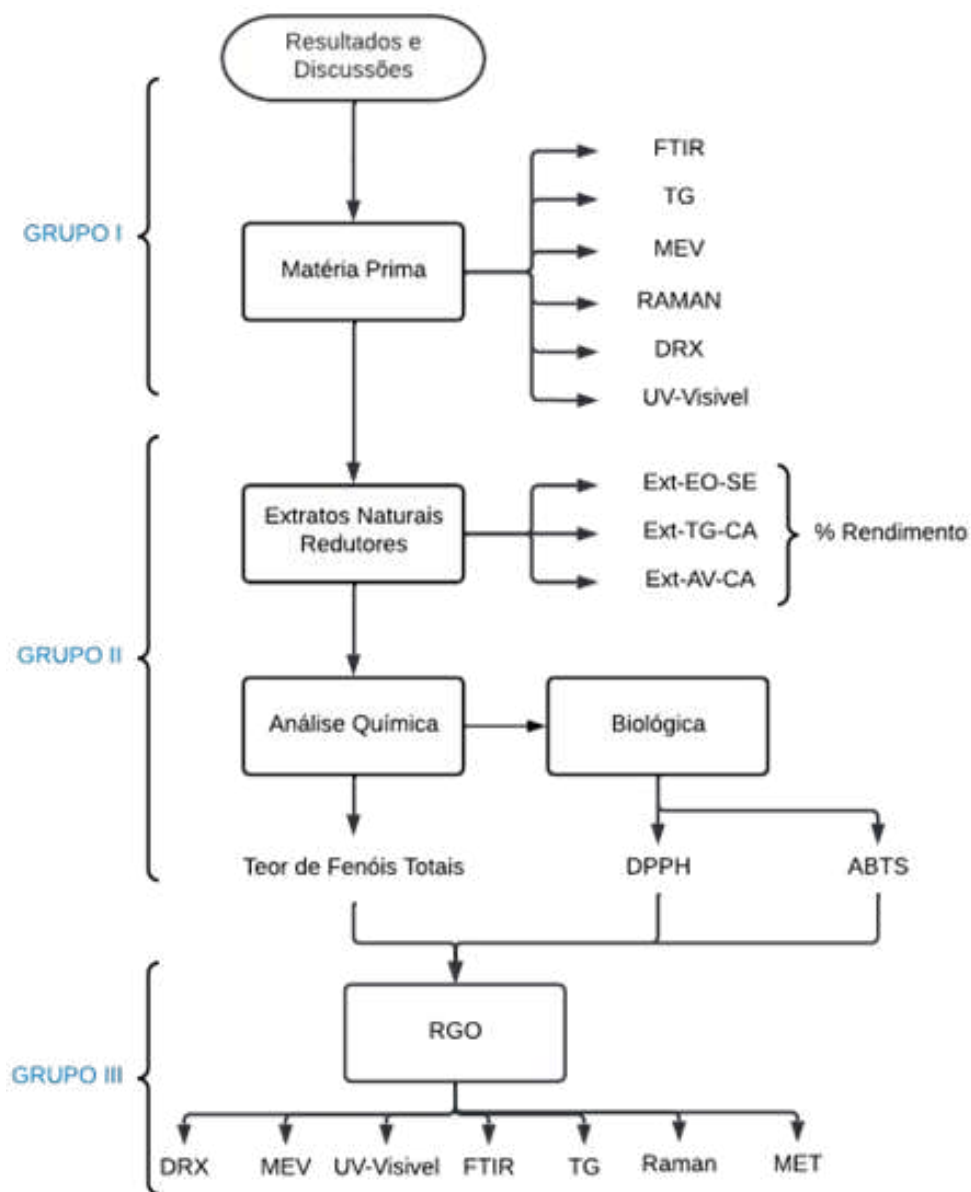 Resultados e
Discussões
GRUPO I
Matéria Prima
FTIR
TG
MEV
RAMAN
DRX
UV-Visivel
GRUPO II
Extratos Naturais
Redutores
Ext-EO-SE
Ext-TG-CA
Ext-AV-CA
% Rendimento
Análise Química
Biológica
Teor de Fenóis Totais
DPPH
ABTS
GRUPO III
RGO
DRX
MEV
UV-Visivel
FTIR
TG
Raman
MET